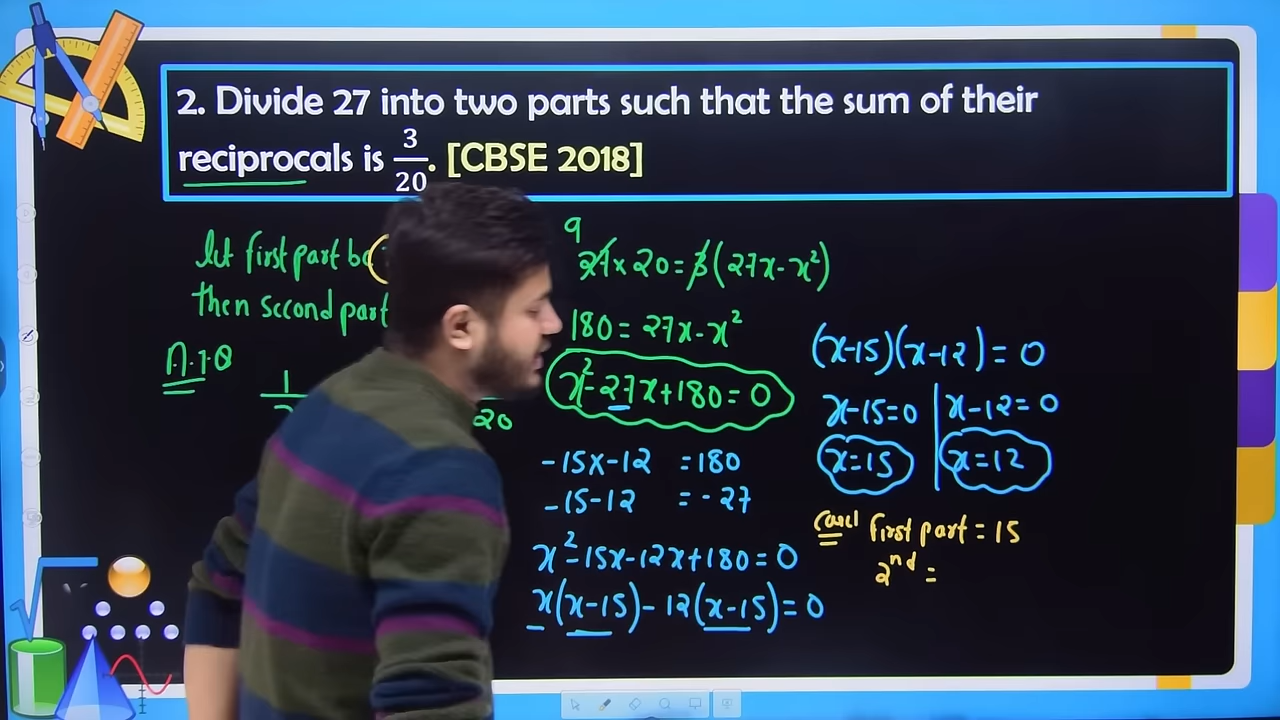 2. Divide 27 into two parts such that the sum of their
reciprocals is 3/20. [CBSE 2018]
let first part be
then second part
A.T.Q
1
20
9
27 x 20 = 3 (27x - x²)
180 = 27x - x²
x² - 27x + 180 = 0
-15 x -12 = 180
-15 - 12 = - 27
x² - 15x - 12x + 180 = 0
x(x - 15) - 12(x - 15) = 0
(x - 15)(x - 12) = 0
x - 15 = 0 | x - 12 = 0
x = 15 x = 12
Case I First part = 15
2nd =